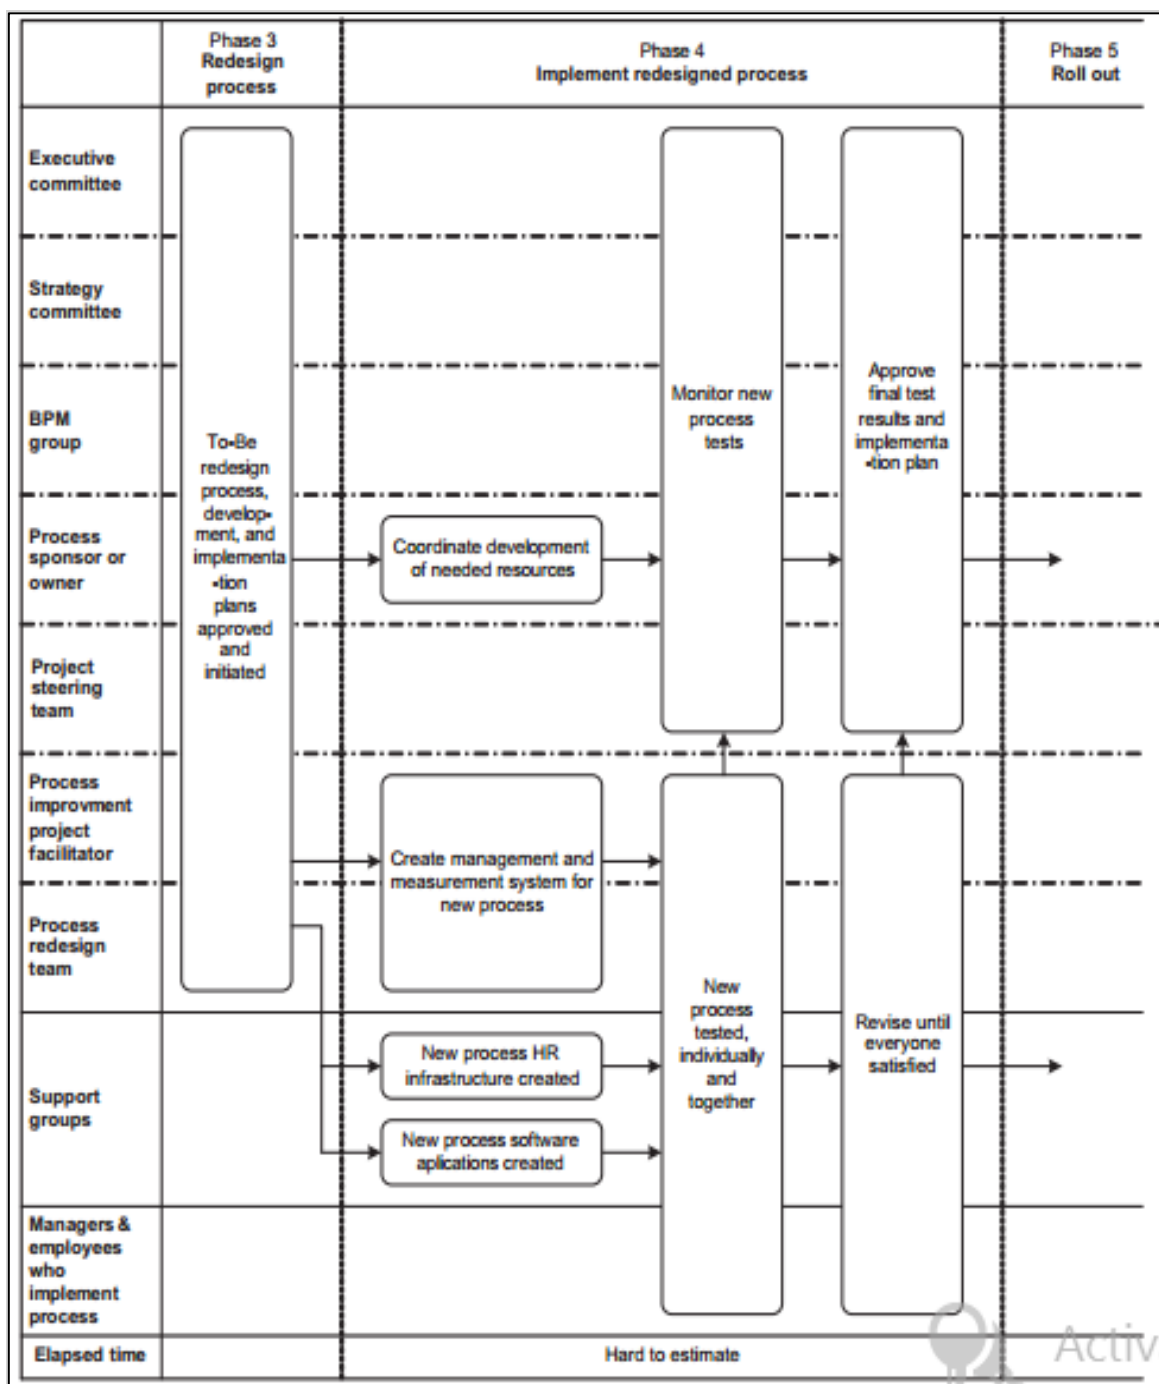 Phase 3
Redesign
process
Phase 4
Implement redesigned process
Phase 5
Roll out
Executive
committee
Strategy
committee
BPM
group
Process
sponsor or
owner
Project
steering
team
Process
improvment
project
facilitator
Process
redesign
team
Support
groups
Managers &
employees
who
implement
process
Elapsed time
To-Be
redesign
process,
develop-
ment, and
implementa
-tion
plans
approved
and
initiated
Coordinate development
of needed resources
Create management and
measurement system for
new process
New process HR
infrastructure created
New process software
aplications created
Monitor new
process
tests
New
process
tested,
individually
and
together
Approve
final test
results and
implementa
-tion plan
Revise until
everyone
satisfied
Hard to estimate
Activ